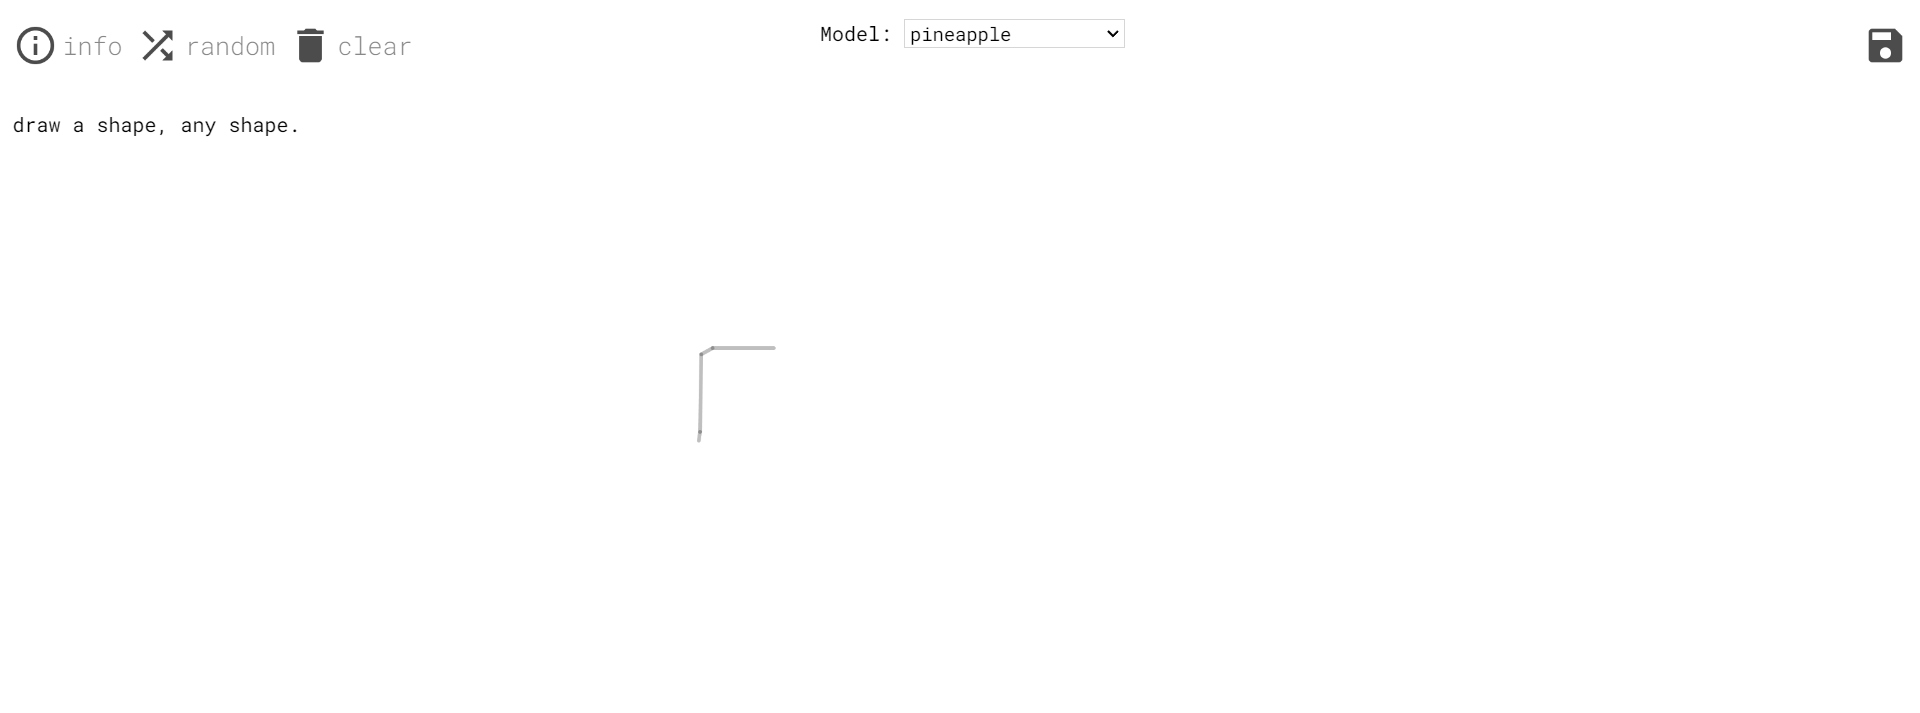 info random clear
Model: pineapple
draw a shape, any shape.